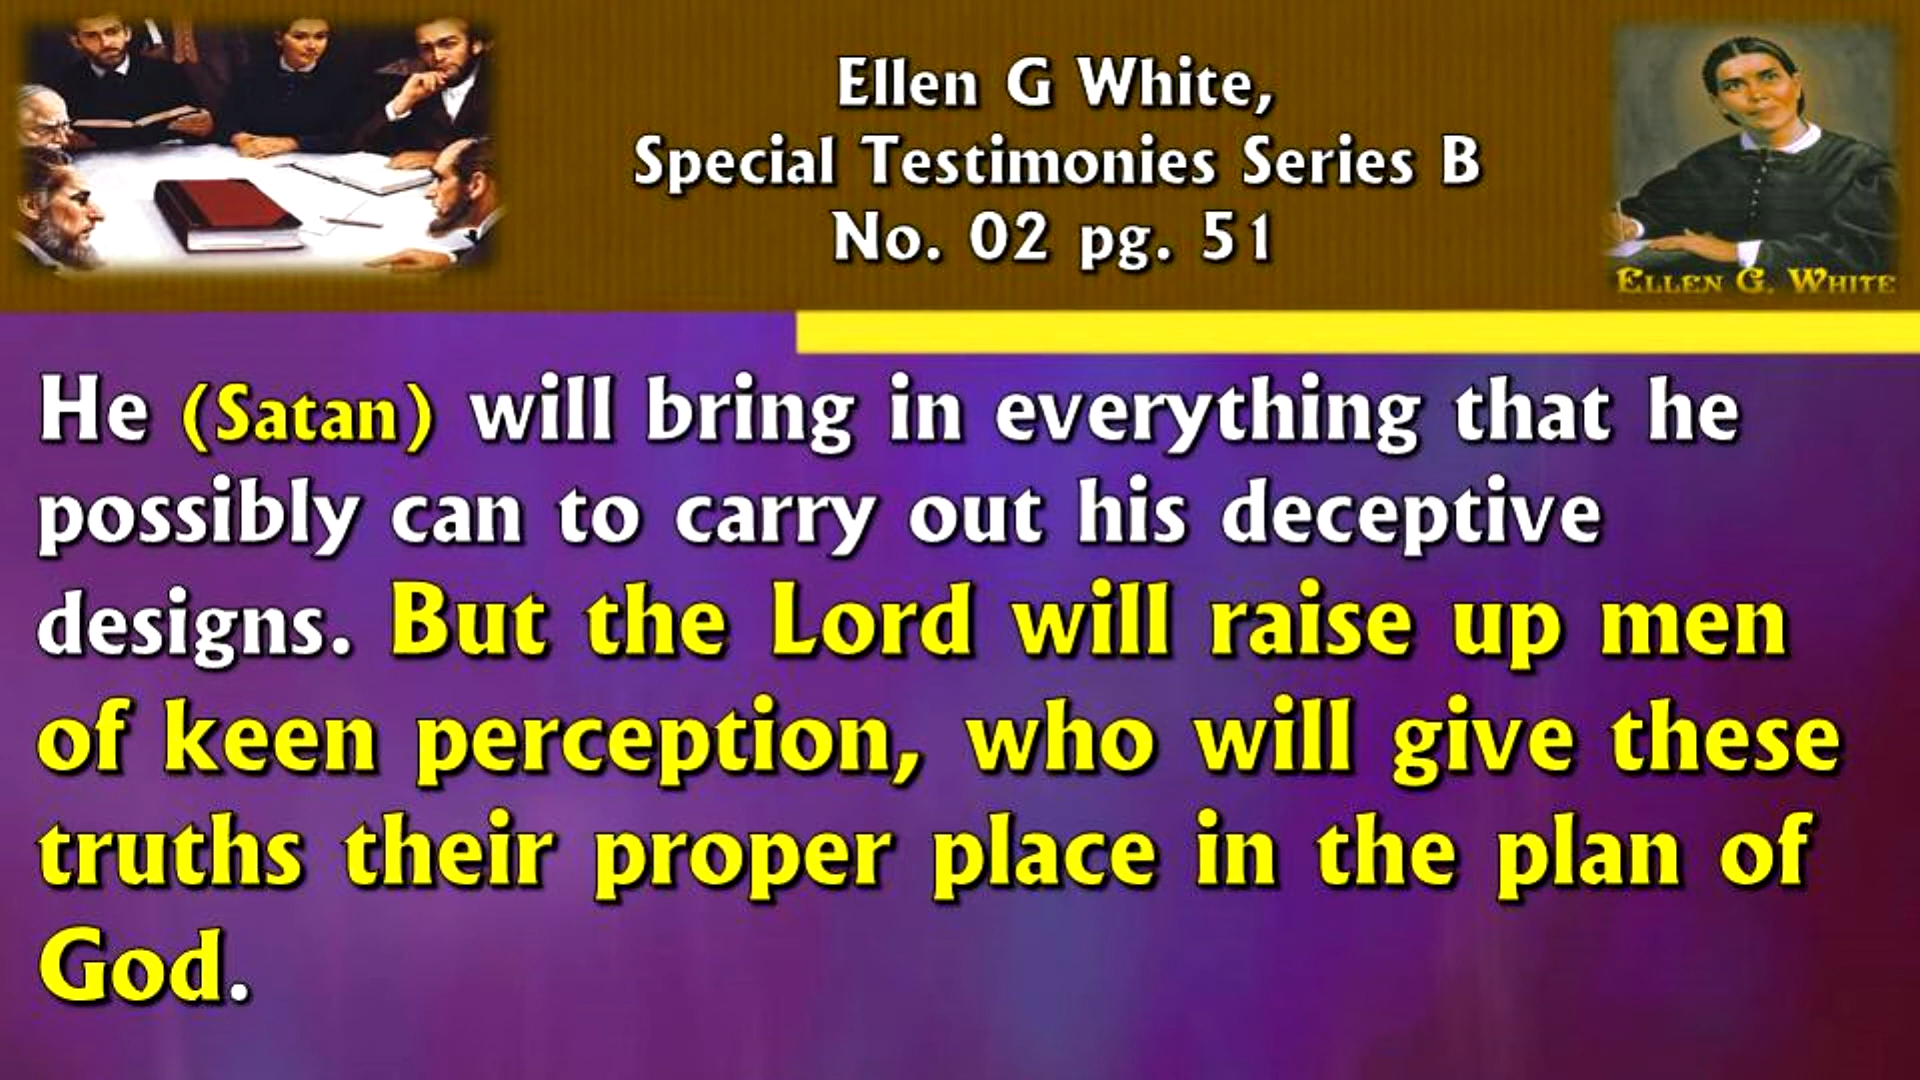 Ellen G White,
Special Testimonies Series B
No. 02 pg. 51
ELLEN G. WHITE
He (Satan) will bring in everything that he
possibly can to carry out his deceptive
designs. But the Lord will raise up men
of keen perception, who will give these
truths their proper place in the plan of
God.